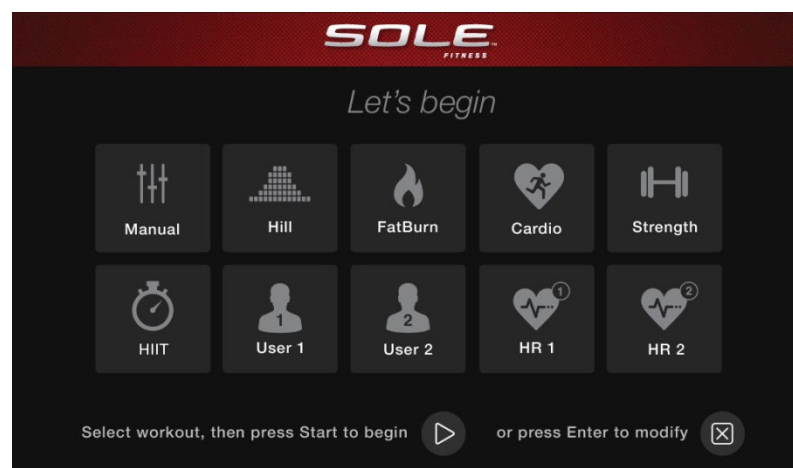 SOLE™
FITNESS
Let's begin
Manual
Hill
FatBurn
Cardio
Strength
HIIT
1
User 1
2
User 2
1
HR 1
2
HR 2
Select workout, then press Start to begin
or press Enter to modify